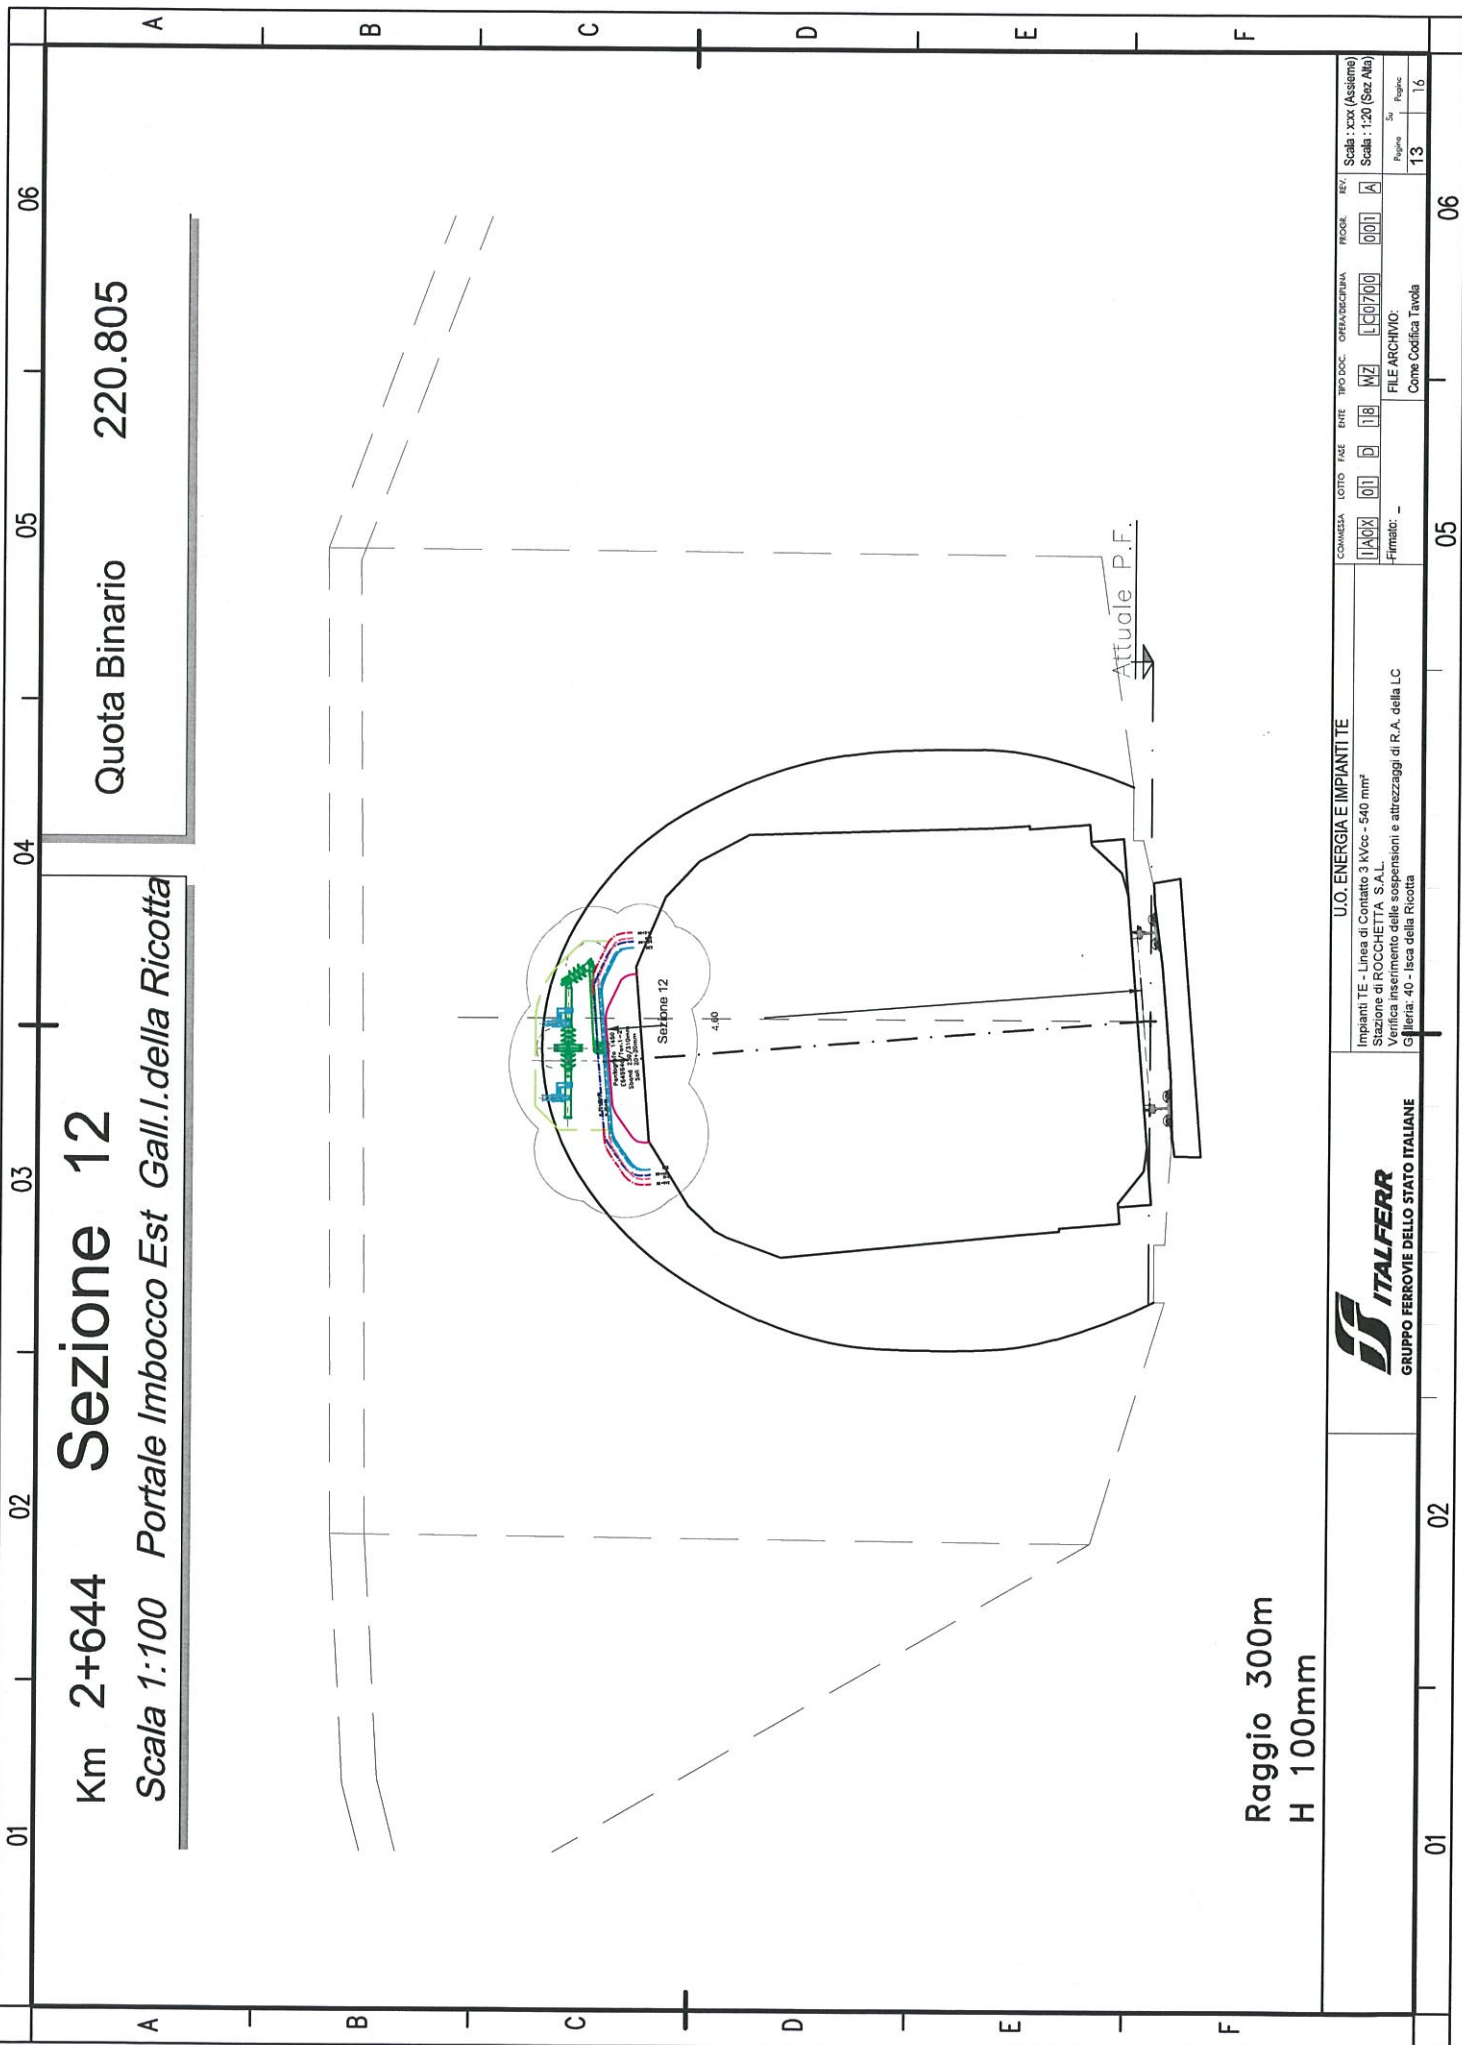 01
02
03
04
05
06
A
B
C
D
E
F
Km 2+644 Sezione 12
Scala 1:100 Portale Imbocco Est Gall.I.della Ricotta
Quota Binario 220.805
Sezione 12
4.60
Attuale P.F.
Raggio 300m
H 100mm
ITALFERR
GRUPPO FERROVIE DELLO STATO ITALIANE
U.O. ENERGIA E IMPIANTI TE
Impianti TE - Linea di Contatto 3 kVcc - 540 mm²
Stazione di ROCCHETTA S.A.L.
Verifica inserimento delle sospensioni e attrezzaggi di R.A. della LC
Galleria: 40 - Isca della Ricotta
COMMESSA LOTTO FASE ENTE TIPO DOC. OPERA/DISCIPLINA PROGR. REV.
IA0X 01 D 18 WZ LC0700 001 A
Firmato: _
FILE ARCHIVIO:
Come Codifica Tavola
Scala : xxx (Assieme)
Scala : 1:20 (Sez Alta)
Pagina Su Pagine
13 16
A
B
C
D
E
F
01
02
05
06